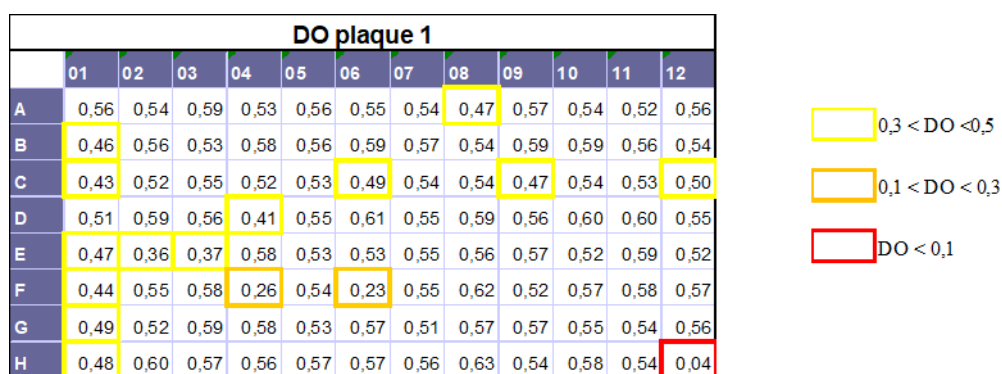 DO plaque 1
01 02 03 04 05 06 07 08 09 10 11 12
A 0,56 0,54 0,59 0,53 0,56 0,55 0,54 0,47 0,57 0,54 0,52 0,56
B 0,46 0,56 0,53 0,58 0,56 0,59 0,57 0,54 0,59 0,59 0,56 0,54
C 0,43 0,52 0,55 0,52 0,53 0,49 0,54 0,54 0,47 0,54 0,53 0,50
D 0,51 0,59 0,56 0,41 0,55 0,61 0,55 0,59 0,56 0,60 0,60 0,55
E 0,47 0,36 0,37 0,58 0,53 0,53 0,55 0,56 0,57 0,52 0,59 0,52
F 0,44 0,55 0,58 0,26 0,54 0,23 0,55 0,62 0,52 0,57 0,58 0,57
G 0,49 0,52 0,59 0,58 0,53 0,57 0,51 0,57 0,57 0,55 0,54 0,56
H 0,48 0,60 0,57 0,56 0,57 0,57 0,56 0,63 0,54 0,58 0,54 0,04
0,3 < DO <0,5
0,1 < DO < 0,3
DO < 0,1